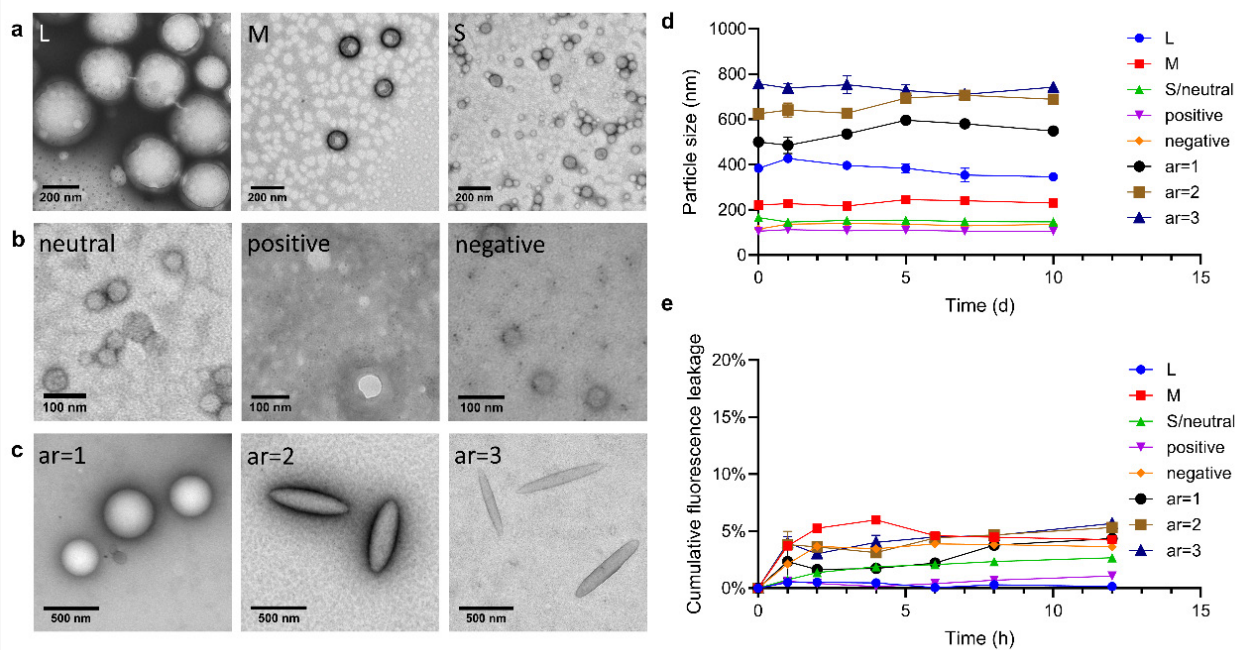 a
L
200 nm
M
200 nm
S
200 nm
b
neutral
100 nm
positive
100 nm
negative
100 nm
c
ar=1
500 nm
ar=2
500 nm
ar=3
500 nm
d
Particle size (nm)
1000
800
600
400
200
0
0 5 10 15
Time (d)
L
M
S/neutral
positive
negative
ar=1
ar=2
ar=3
e
Cumulative fluorescence leakage
20%
15%
10%
5%
0%
0 5 10 15
Time (h)
L
M
S/neutral
positive
negative
ar=1
ar=2
ar=3